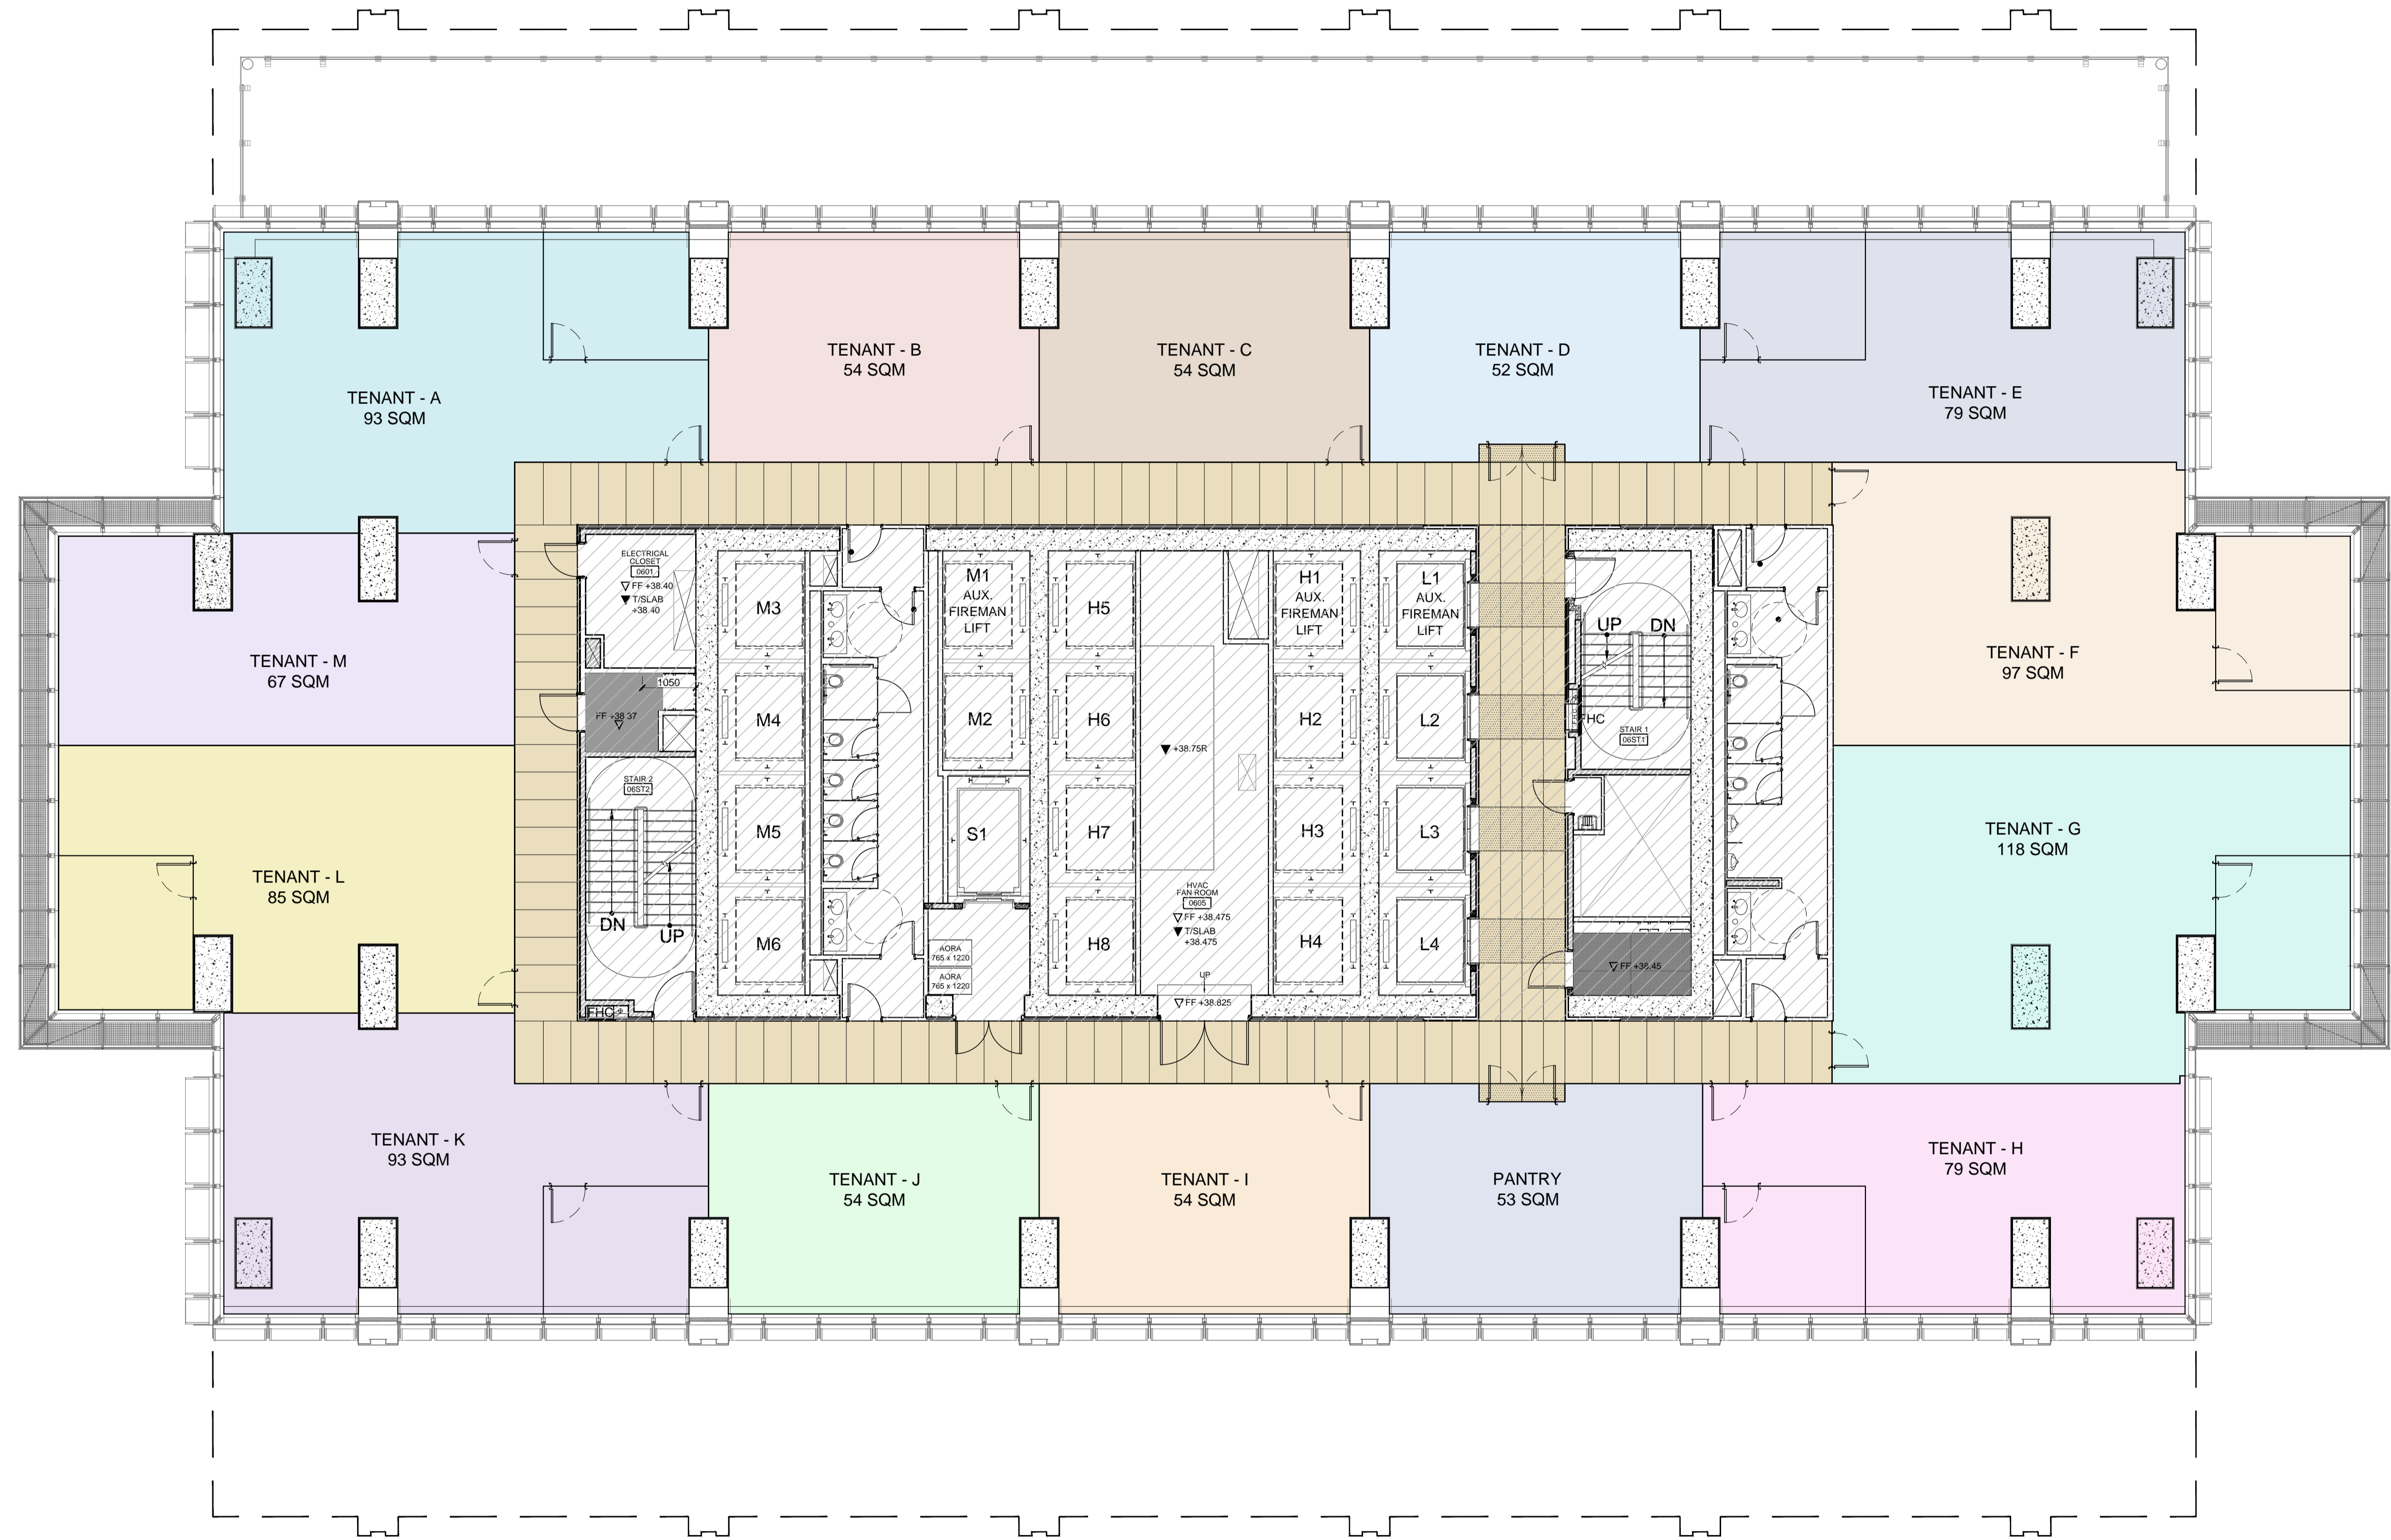 TENANT - A
93 SQM
TENANT - B
54 SQM
TENANT - C
54 SQM
TENANT - D
52 SQM
TENANT - E
79 SQM
TENANT - M
67 SQM
TENANT - L
85 SQM
TENANT - K
93 SQM
TENANT - J
54 SQM
TENANT - I
54 SQM
PANTRY
53 SQM
TENANT - H
79 SQM
TENANT - F
97 SQM
TENANT - G
118 SQM
ELECTRICAL
CLOSET
0601
FF +38.40
T/SLAB
+38.40
1050
FF +38.37
STAIR 2
06ST2
DN
UP
FHC
M3
M4
M5
M6
M1
AUX.
FIREMAN
LIFT
M2
S1
AORA
765 x 1220
AORA
765 x 1220
H5
H6
H7
H8
+38.75R
HVAC
FAN ROOM
0605
FF +38.475
T/SLAB
+38.475
UP
FF +38.825
H1
AUX.
FIREMAN
LIFT
H2
H3
H4
L1
AUX.
FIREMAN
LIFT
L2
L3
L4
UP
DN
FHC
FHC
STAIR 1
06ST1
FF +38.45